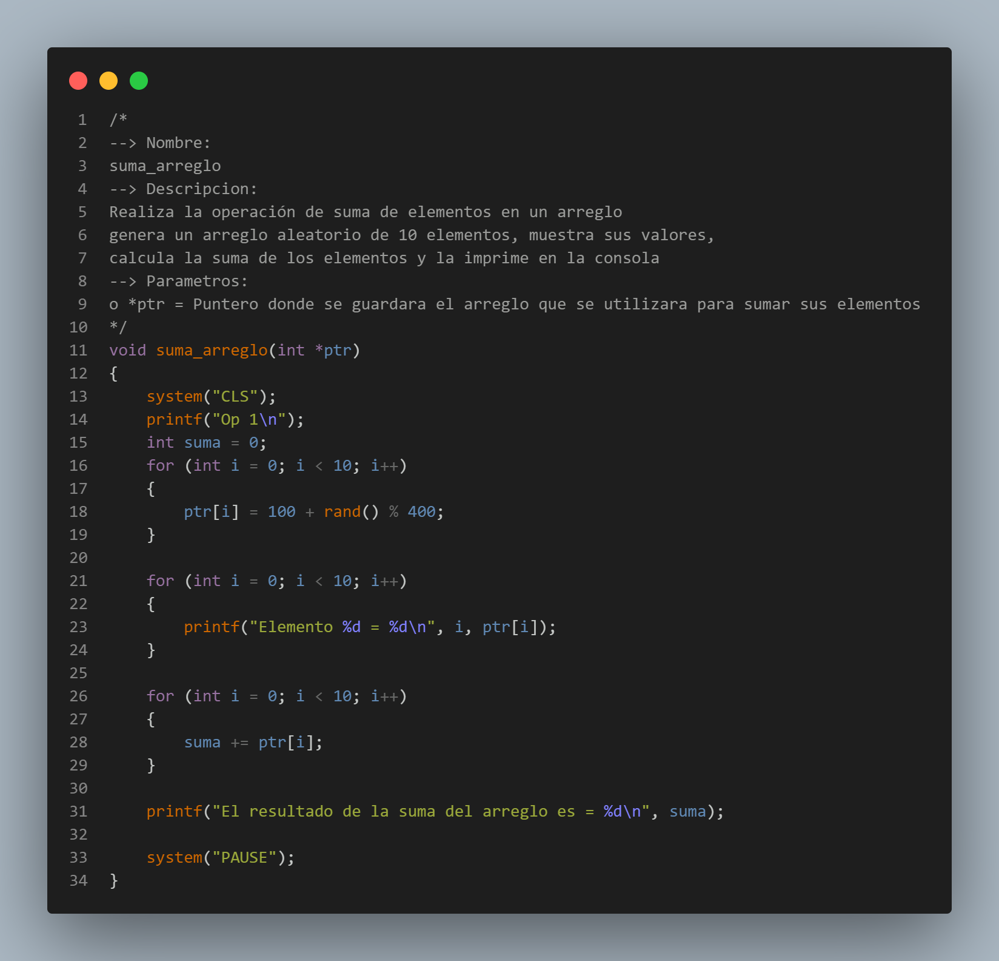 1 /*
2 --> Nombre:
3 suma_arreglo
4 --> Descripcion:
5 Realiza la operación de suma de elementos en un arreglo
6 genera un arreglo aleatorio de 10 elementos, muestra sus valores,
7 calcula la suma de los elementos y la imprime en la consola
8 --> Parametros:
9 o *ptr = Puntero donde se guardara el arreglo que se utilizara para sumar sus elementos
10 */
11 void suma_arreglo(int *ptr)
12 {
13     system("CLS");
14     printf("Op 1\n");
15     int suma = 0;
16     for (int i = 0; i < 10; i++)
17     {
18         ptr[i] = 100 + rand() % 400;
19     }
20
21     for (int i = 0; i < 10; i++)
22     {
23         printf("Elemento %d = %d\n", i, ptr[i]);
24     }
25
26     for (int i = 0; i < 10; i++)
27     {
28         suma += ptr[i];
29     }
30
31     printf("El resultado de la suma del arreglo es = %d\n", suma);
32
33     system("PAUSE");
34 }